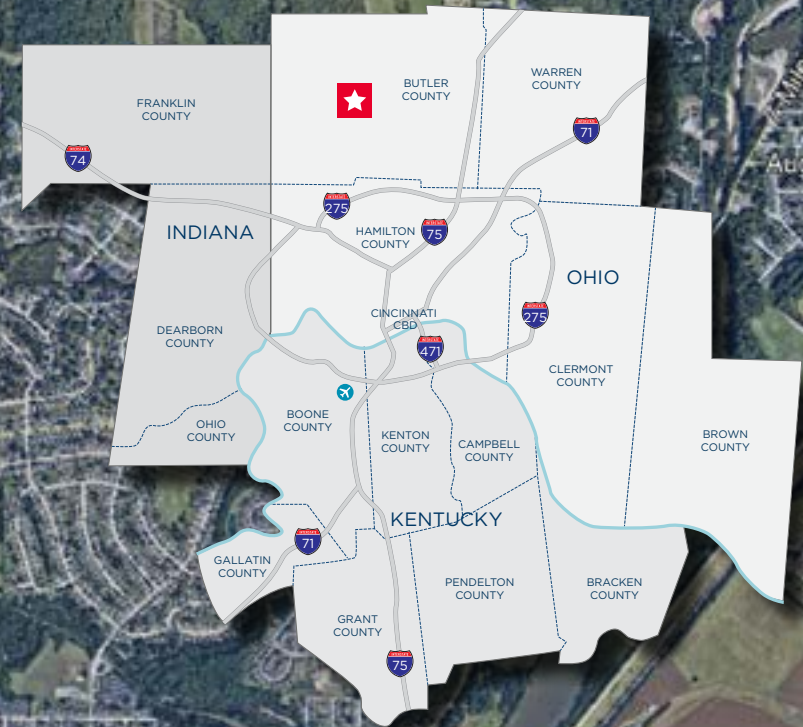 BUTLER
COUNTY
WARREN
COUNTY
FRANKLIN
COUNTY
71
74
275
INDIANA
HAMILTON
COUNTY
75
OHIO
CINCINNATI
CBD
275
DEARBORN
COUNTY
471
CLERMONT
COUNTY
BOONE
COUNTY
OHIO
COUNTY
KENTON
COUNTY
CAMPBELL
COUNTY
BROWN
COUNTY
KENTUCKY
71
GALLATIN
COUNTY
PENDELTON
COUNTY
BRACKEN
COUNTY
GRANT
COUNTY
75